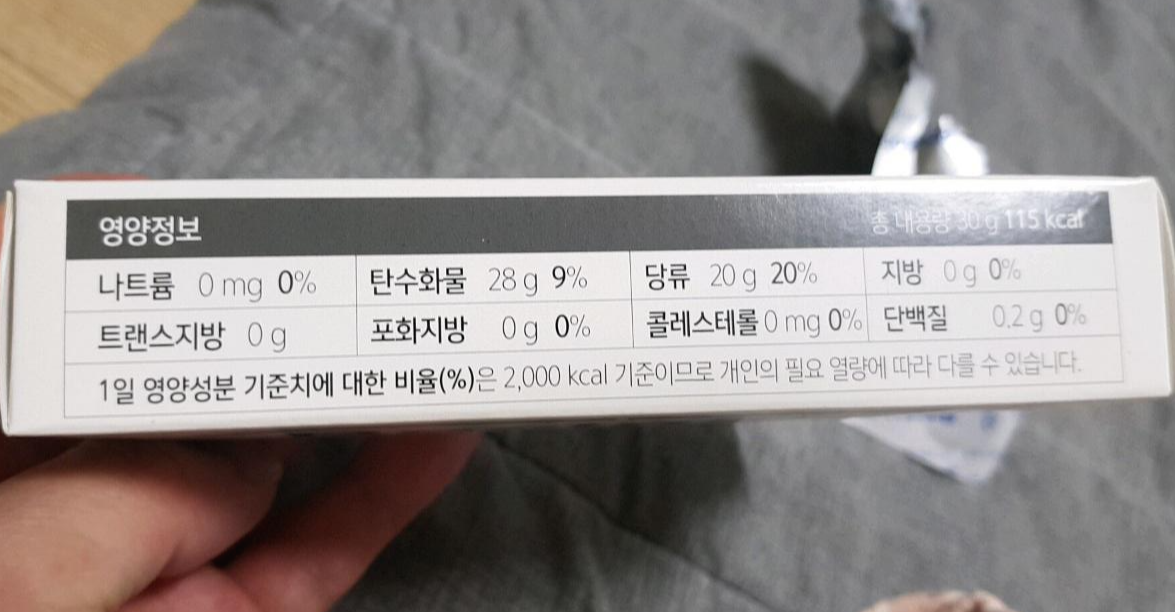 영양정보 총 내용량 30 g 115 kcal
나트륨 0 mg 0% 탄수화물 28 g 9% 당류 20 g 20% 지방 0 g 0%
트랜스지방 0 g 포화지방 0 g 0% 콜레스테롤 0 mg 0% 단백질 0.2 g 0%
1일 영양성분 기준치에 대한 비율(%)은 2,000 kcal 기준이므로 개인의 필요 열량에 따라 다를 수 있습니다.